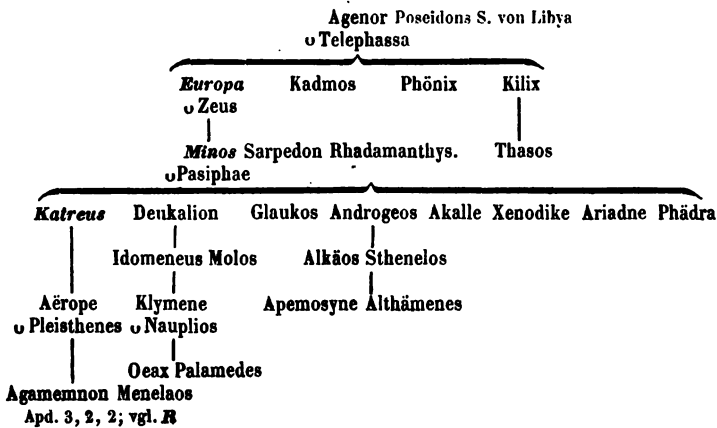 Agenor Poseidons S. von Libya
∪ Telephassa
Europa Kadmos Phönix Kilix
∪ Zeus
Minos Sarpedon Rhadamanthys. Thasos
∪ Pasiphae
Katreus Deukalion Glaukos Androgeos Akalle Xenodike Ariadne Phädra
Idomeneus Molos Alkäos Sthenelos
Aërope Klymene Apemosyne Althämenes
∪ Pleisthenes ∪ Nauplios
Oeax Palamedes
Agamemnon Menelaos
Apd. 3, 2, 2; vgl. R